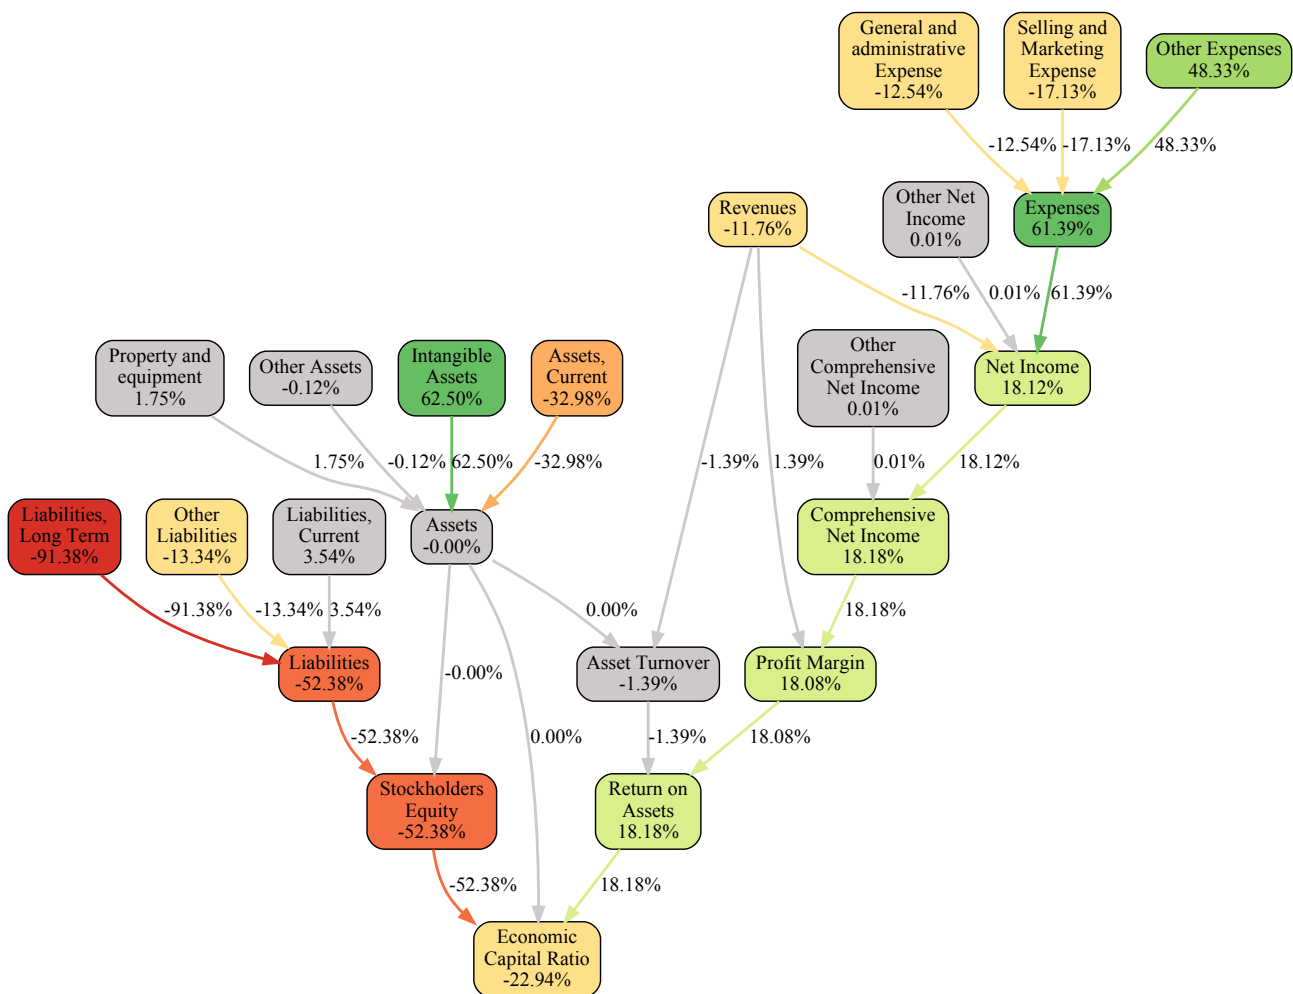 General and
administrative
Expense
-12.54%
Selling and
Marketing
Expense
-17.13%
Other Expenses
48.33%
-12.54%
-17.13%
48.33%
Revenues
-11.76%
Other Net
Income
0.01%
Expenses
61.39%
-11.76%
0.01%
61.39%
Property and
equipment
1.75%
Other Assets
-0.12%
Intangible
Assets
62.50%
Assets,
Current
-32.98%
Other
Comprehensive
Net Income
0.01%
Net Income
18.12%
1.75%
-0.12%
62.50%
-32.98%
-1.39%
1.39%
0.01%
18.12%
Liabilities,
Long Term
-91.38%
Other
Liabilities
-13.34%
Liabilities,
Current
3.54%
Assets
-0.00%
Comprehensive
Net Income
18.18%
-91.38%
-13.34%
3.54%
0.00%
18.18%
Liabilities
-52.38%
-0.00%
Asset Turnover
-1.39%
Profit Margin
18.08%
-52.38%
0.00%
-1.39%
18.08%
Stockholders
Equity
-52.38%
Return on
Assets
18.18%
-52.38%
18.18%
Economic
Capital Ratio
-22.94%